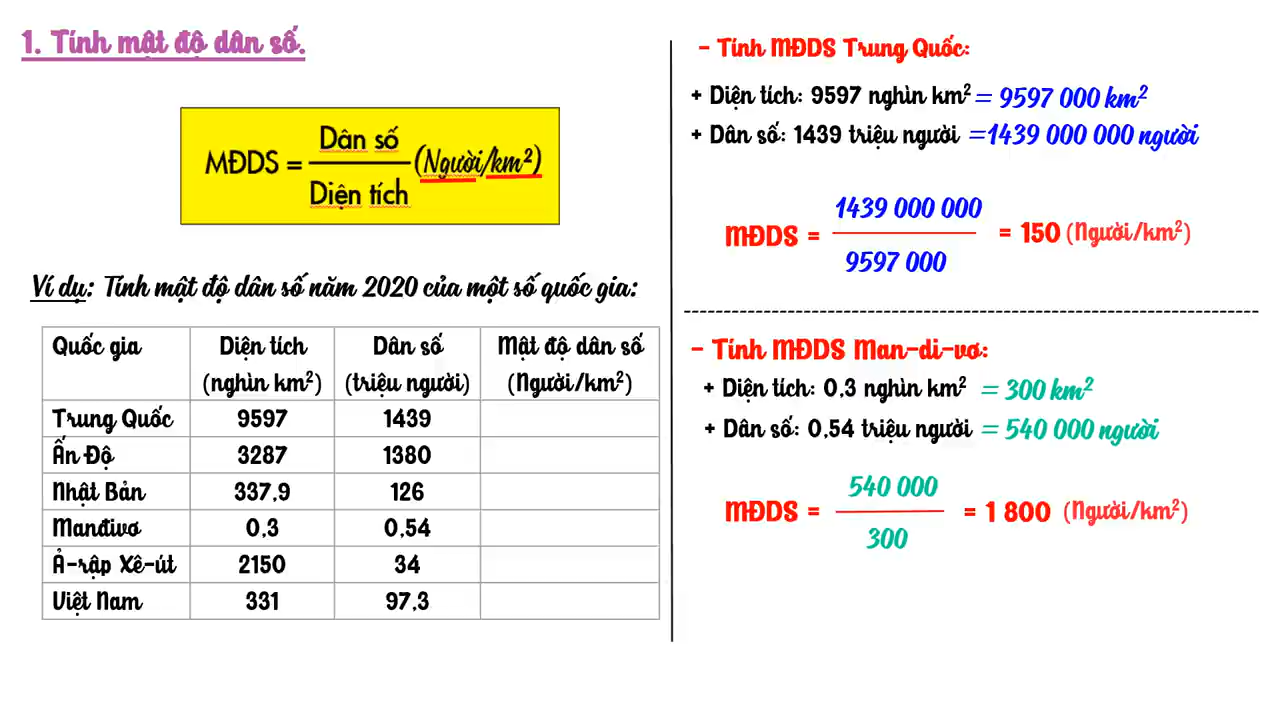 1. Tính mật độ dân số.
MĐDS = Dân số / Diện tích (Người/km²)
Ví dụ: Tính mật độ dân số năm 2020 của một số quốc gia:
Quốc gia Diện tích (nghìn km²) Dân số (triệu người) Mật độ dân số (Người/km²)
Trung Quốc 9597 1439
Ấn Độ 3287 1380
Nhật Bản 337,9 126
Manđivơ 0,3 0,54
Ả-rập Xê-út 2150 34
Việt Nam 331 97,3
- Tính MĐDS Trung Quốc:
+ Diện tích: 9597 nghìn km² = 9597 000 km²
+ Dân số: 1439 triệu người =1439 000 000 người
MĐDS = 1439 000 000 / 9597 000 = 150 (Người/km²)
- Tính MĐDS Man-di-vơ:
+ Diện tích: 0,3 nghìn km² = 300 km²
+ Dân số: 0,54 triệu người = 540 000 người
MĐDS = 540 000 / 300 = 1 800 (Người/km²)